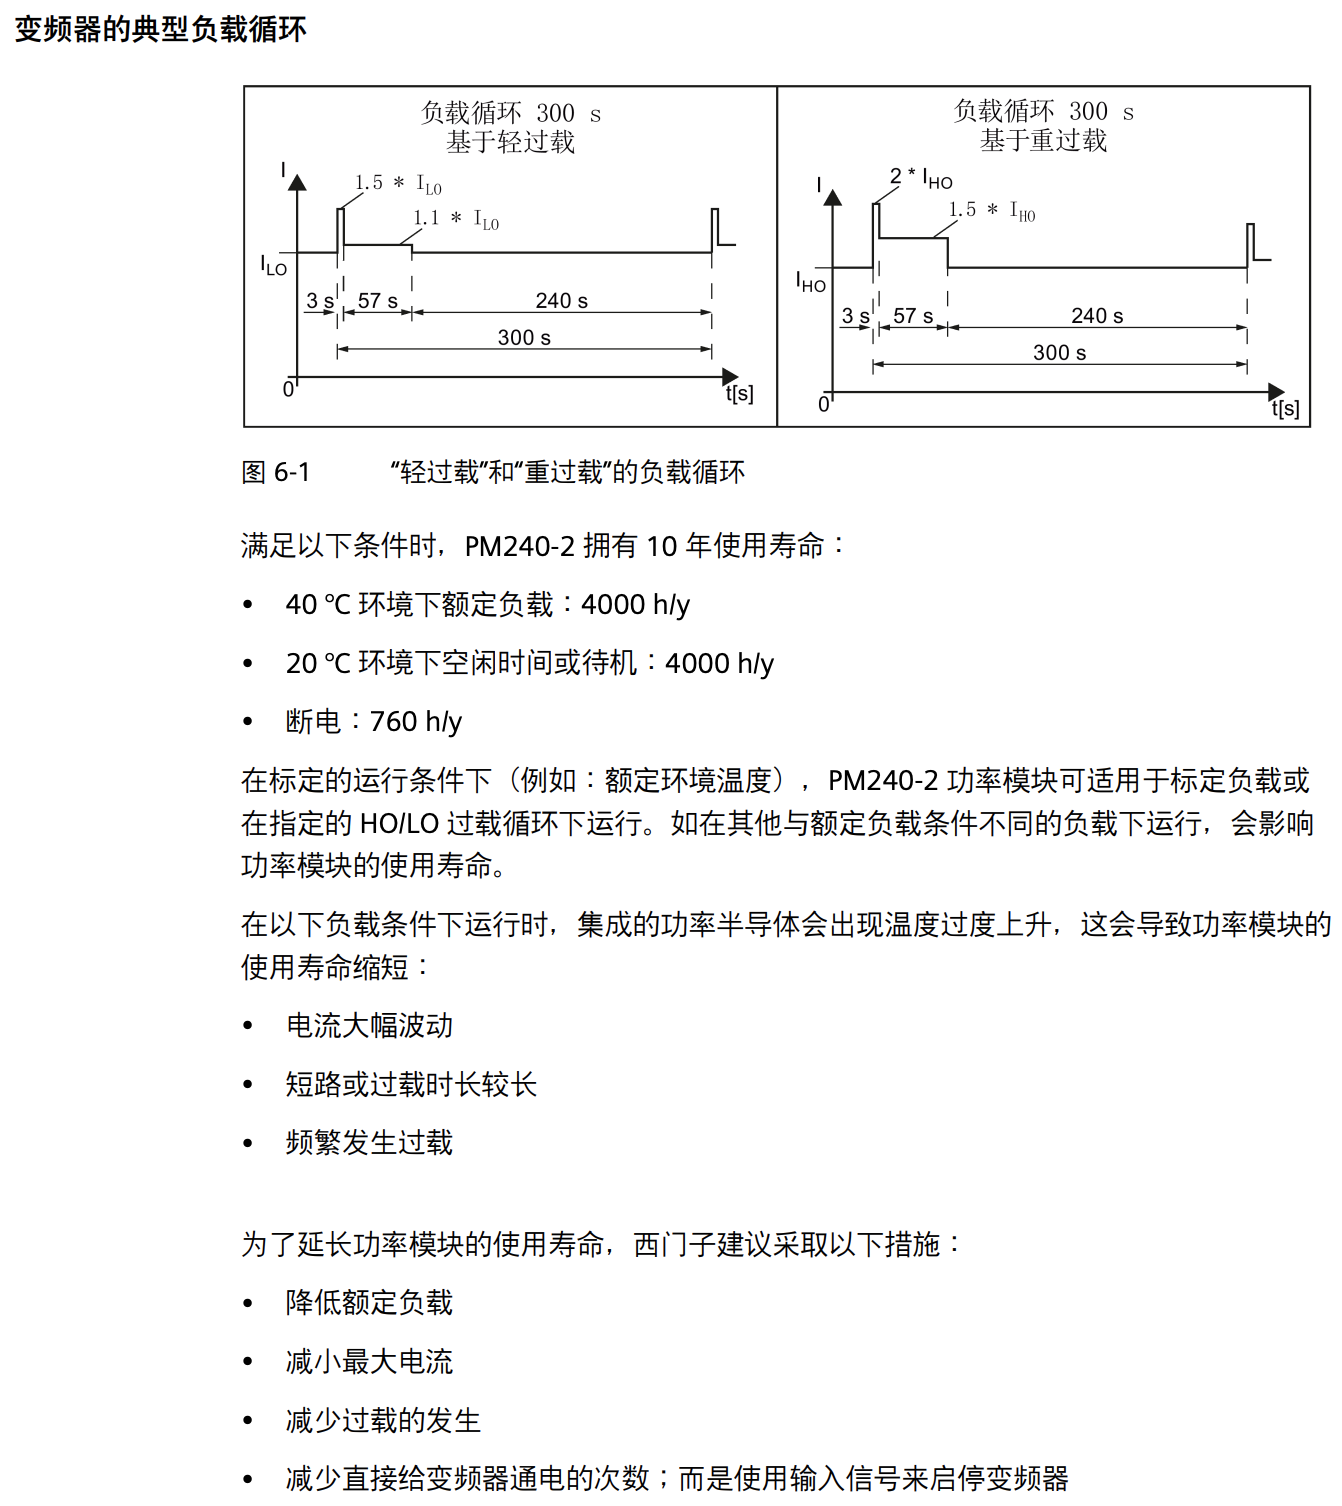 变频器的典型负载循环
负载循环 300 s
基于轻过载
I
1.5 * ILO
1.1 * ILO
ILO
3 s
57 s
240 s
300 s
0
t[s]
负载循环 300 s
基于重过载
I
2 * IHO
1.5 * IHO
IHO
3 s
57 s
240 s
300 s
0
t[s]
图 6-1 “轻过载”和“重过载”的负载循环
满足以下条件时，PM240-2 拥有 10 年使用寿命：
• 40 °C 环境下额定负载：4000 h/y
• 20 °C 环境下空闲时间或待机：4000 h/y
• 断电：760 h/y
在标定的运行条件下（例如：额定环境温度），PM240-2 功率模块可适用于标定负载或
在指定的 HO/LO 过载循环下运行。如在其他与额定负载条件不同的负载下运行，会影响
功率模块的使用寿命。
在以下负载条件下运行时，集成的功率半导体会出现温度过度上升，这会导致功率模块的
使用寿命缩短：
• 电流大幅波动
• 短路或过载时长较长
• 频繁发生过载
为了延长功率模块的使用寿命，西门子建议采取以下措施：
• 降低额定负载
• 减小最大电流
• 减少过载的发生
• 减少直接给变频器通电的次数；而是使用输入信号来启停变频器